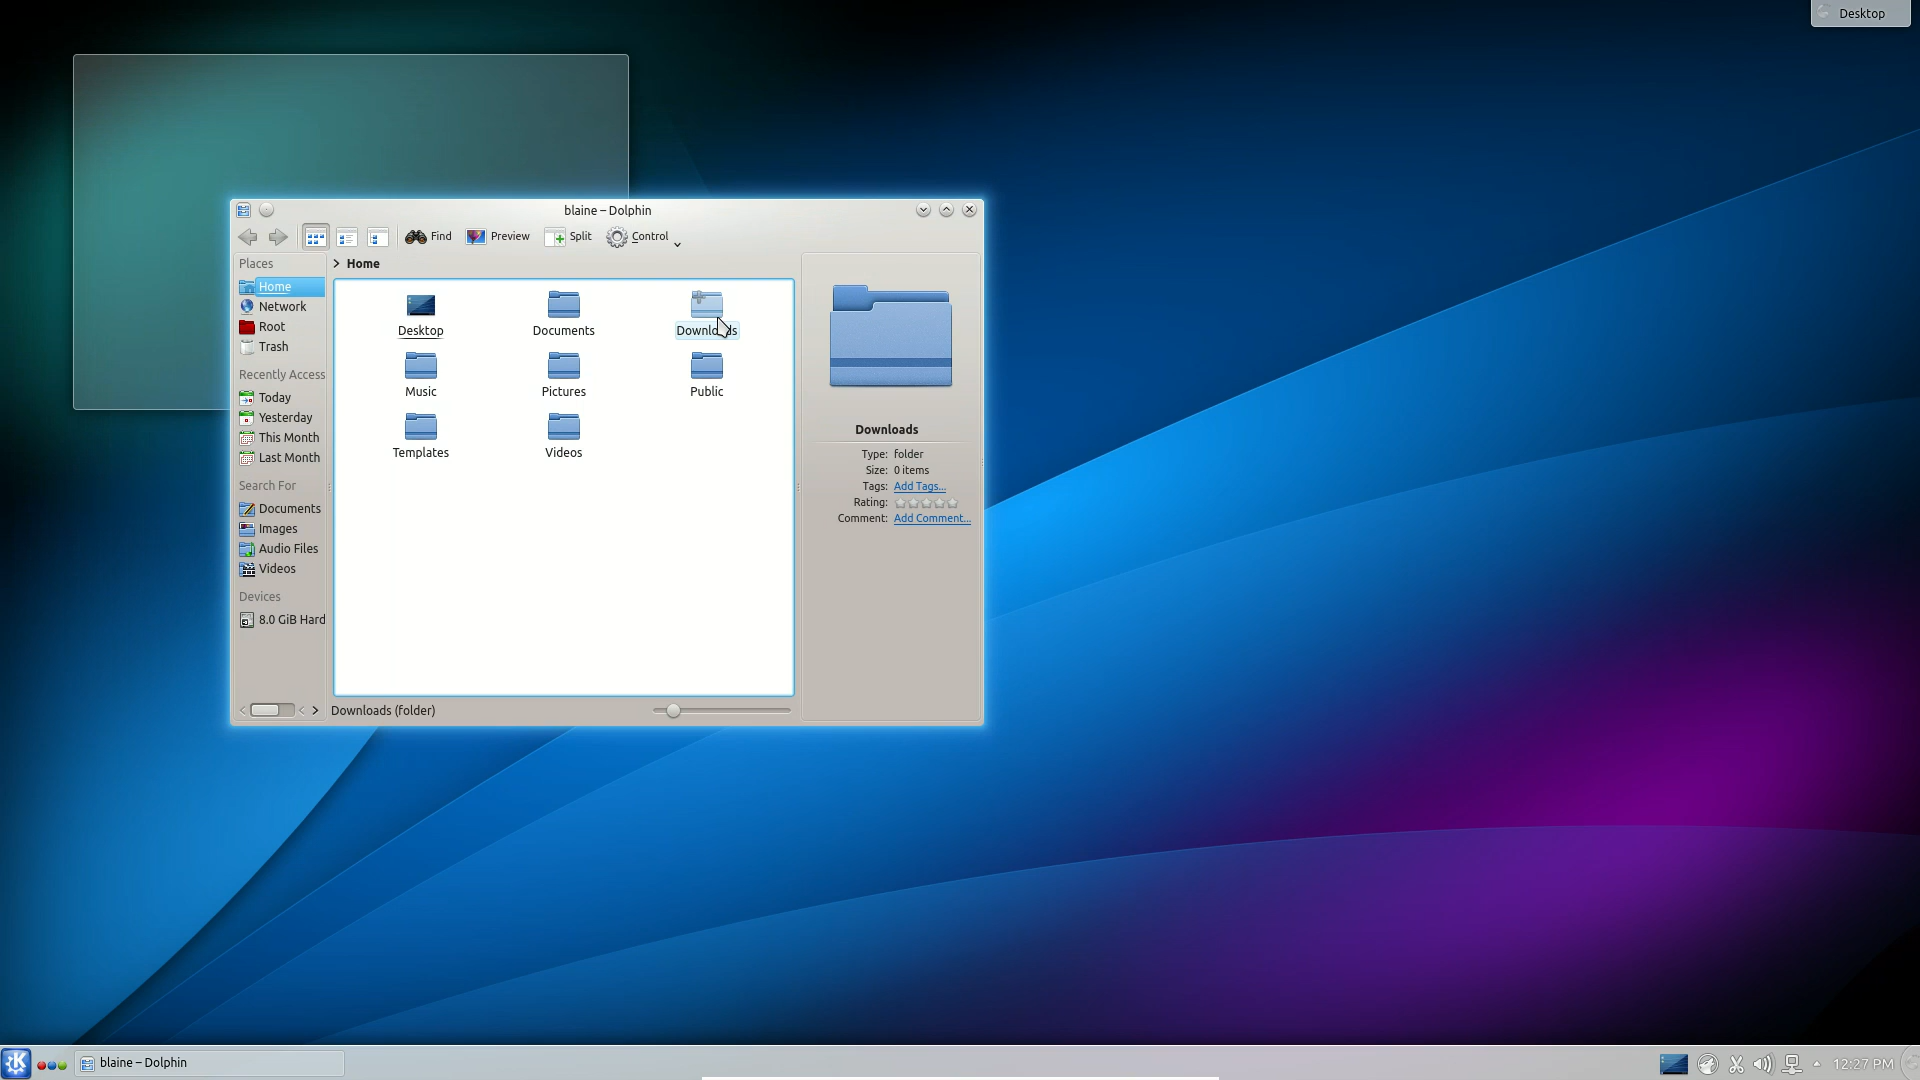 Desktop
blaine – Dolphin
Find Preview Split Control
Places
Home
Network
Root
Trash
Recently Access
Today
Yesterday
This Month
Last Month
Search For
Documents
Images
Audio Files
Videos
Devices
8.0 GiB Hard
> Home
Desktop Documents Downloads
Music Pictures Public
Templates Videos
Downloads (folder)
Downloads
Type: folder
Size: 0 items
Tags: Add Tags...
Rating:
Comment: Add Comment...
blaine – Dolphin
12:27 PM